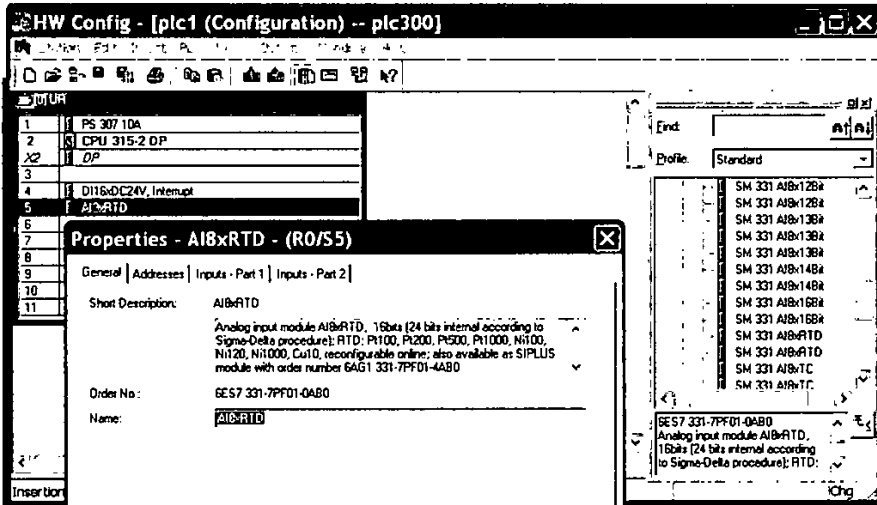 HW Config - [plc1 (Configuration) -- plc300]
(0) UR
1 PS 307 10A
2 CPU 315-2 DP
X2 DP
3
4 DI16xDC24V, Interrupt
5 AI8xRTD
6
7
8
9
10
11
Find:
Profile: Standard
SM 331 AI8x12Bit
SM 331 AI8x12Bit
SM 331 AI8x13Bit
SM 331 AI8x13Bit
SM 331 AI8x13Bit
SM 331 AI8x14Bit
SM 331 AI8x14Bit
SM 331 AI8x16Bit
SM 331 AI8x16Bit
SM 331 AI8xRTD
SM 331 AI8xRTD
SM 331 AI8xTC
SM 331 AI8xTC
6ES7 331-7PF01-0AB0
Analog input module AI8xRTD,
16bits (24 bits internal according
to Sigma-Delta procedure); RTD:
Properties - AI8xRTD - (R0/S5)
General Addresses Inputs - Part 1 Inputs - Part 2
Short Description: AI8xRTD
Analog input module AI8xRTD, 16bits (24 bits internal according to
Sigma-Delta procedure); RTD: Pt100, Pt200, Pt500, Pt1000, Ni100,
Ni120, Ni1000, Cu10, reconfigurable online; also available as SIPLUS
module with order number 6AG1 331-7PF01-4AB0
Order No.: 6ES7 331-7PF01-0AB0
Name: AI8xRTD
Insertion
Chg